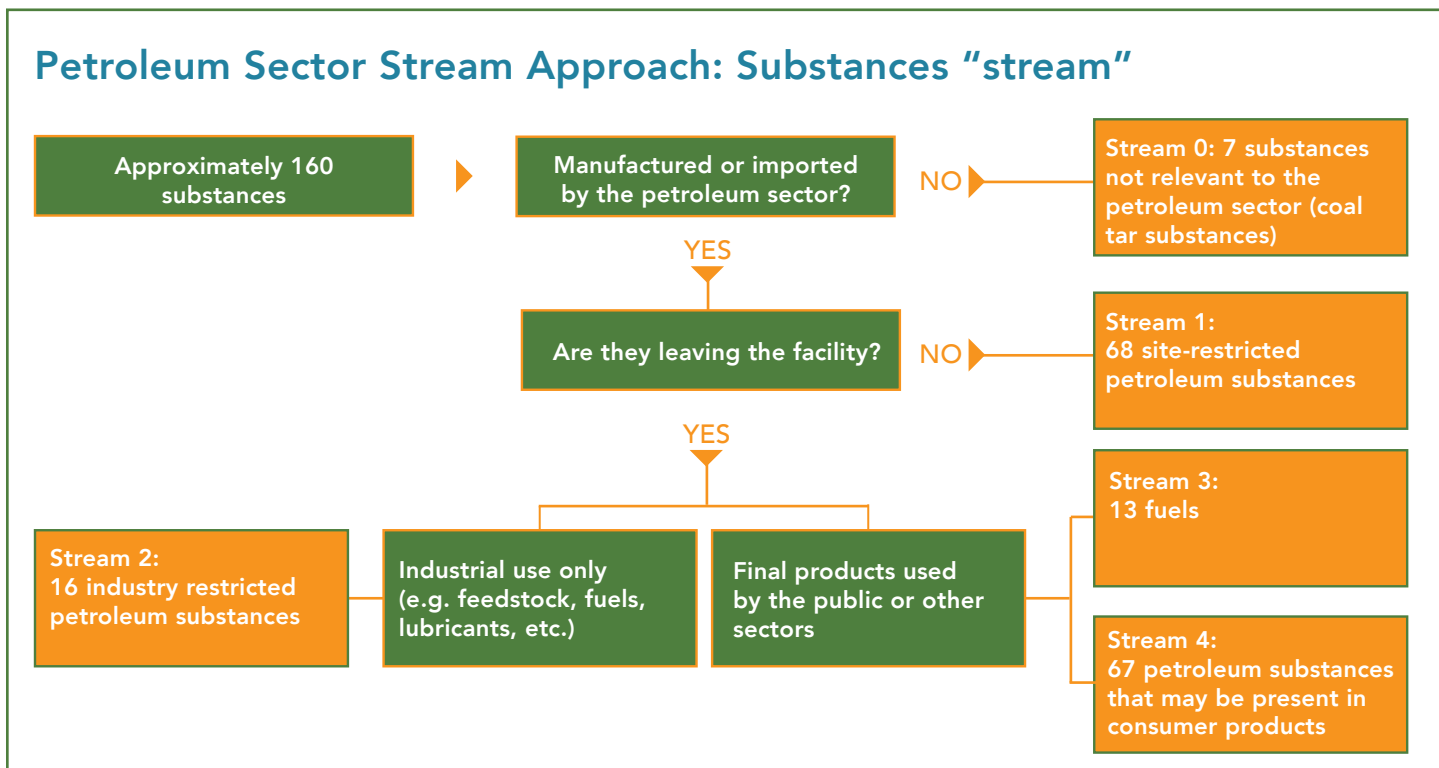 Petroleum Sector Stream Approach: Substances “stream”
Approximately 160
substances
Manufactured or imported
by the petroleum sector?
NO
Stream 0: 7 substances
not relevant to the
petroleum sector (coal
tar substances)
YES
Are they leaving the facility?
NO
Stream 1:
68 site-restricted
petroleum substances
YES
Stream 2:
16 industry restricted
petroleum substances
Industrial use only
(e.g. feedstock, fuels,
lubricants, etc.)
Final products used
by the public or other
sectors
Stream 3:
13 fuels
Stream 4:
67 petroleum substances
that may be present in
consumer products